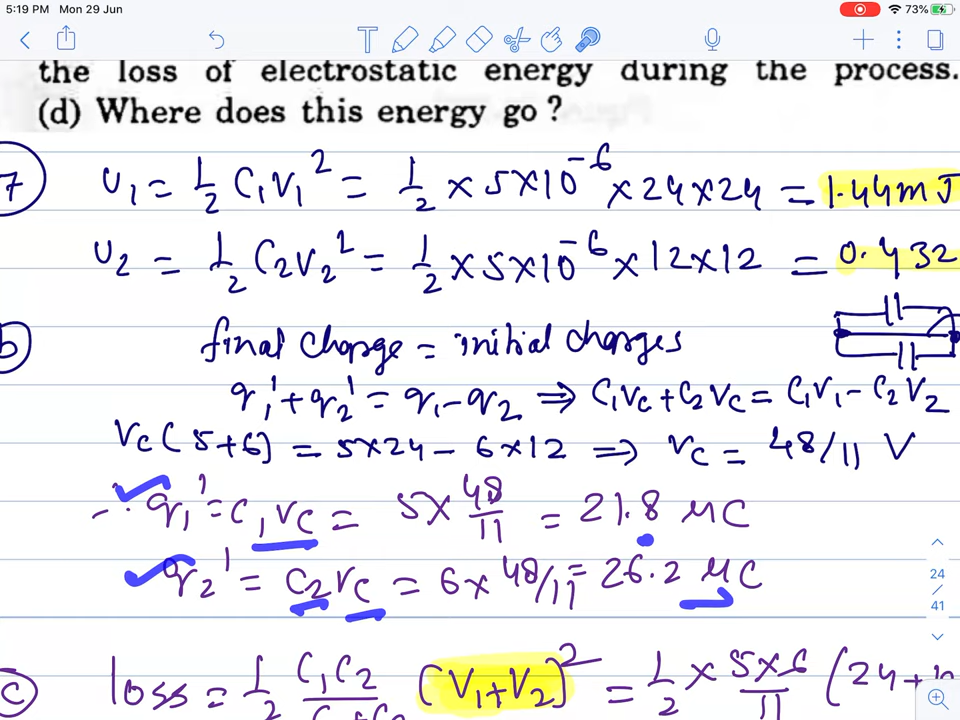 5:19 PM Mon 29 Jun 73%
T
the loss of electrostatic energy during the process.
(d) Where does this energy go ?
7 U₁ = 1/2 C₁V₁² = 1/2 × 5×10⁻⁶ × 24×24 = 1.44mJ
U₂ = 1/2 C₂V₂² = 1/2 × 5×10⁻⁶ × 12×12 = 0.432
b final charge = initial charges
q₁' + q₂' = q₁ - q₂ ⇒ C₁Vc + C₂Vc = C₁V₁ - C₂V₂
Vc (5+6) = 5×24 - 6×12 ⇒ Vc = 48/11 V
∴ q₁' = C₁Vc = 5× 48/11 = 21.8 μC
q₂' = C₂Vc = 6× 48/11 = 26.2 μC
24
/
41
c loss = 1/2 C₁C₂/C₁+C₂ (V₁+V₂)² = 1/2 × 5×6/11 (24+